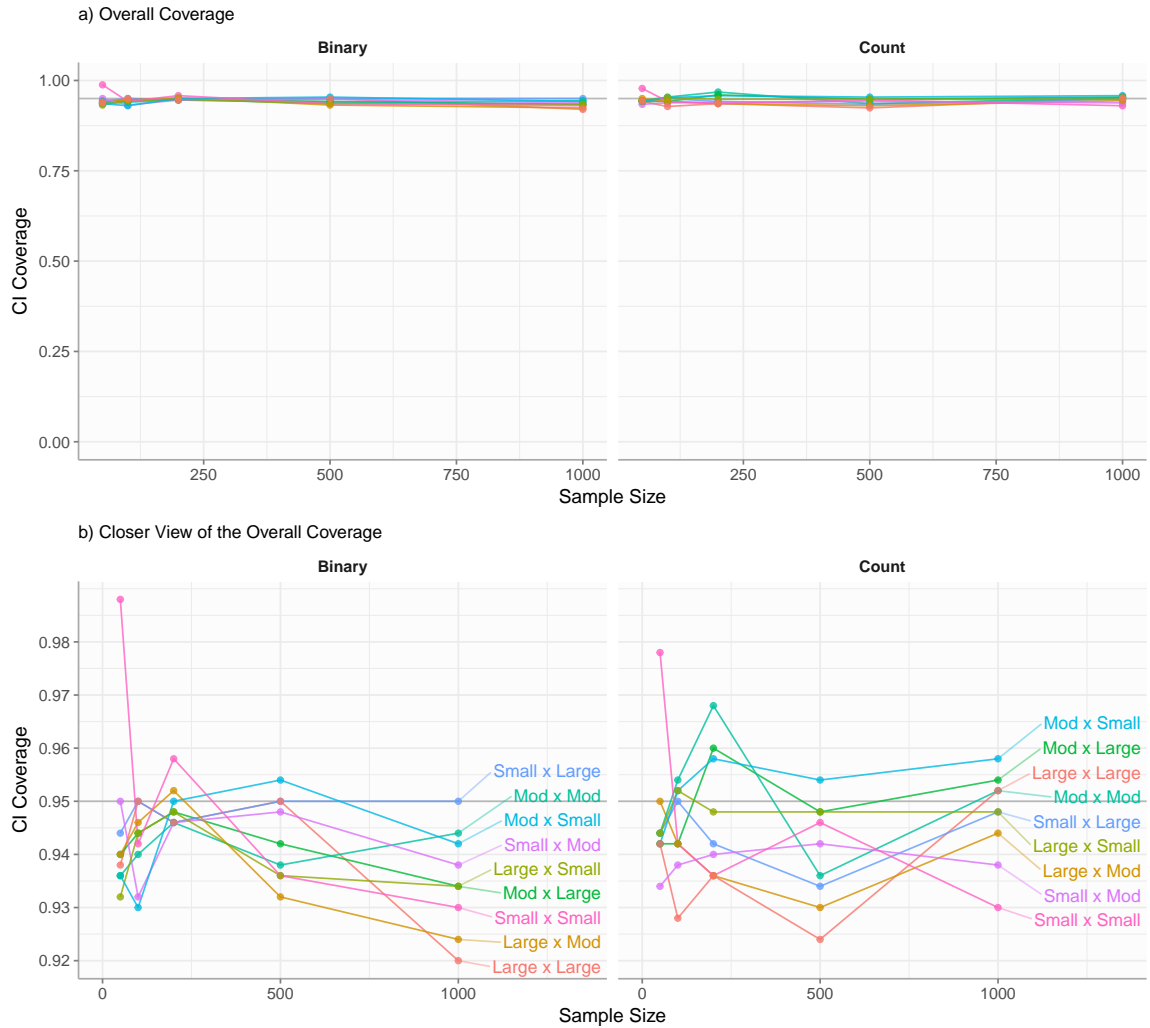 a) Overall Coverage
Binary
Count
CI Coverage
1.00
0.75
0.50
0.25
0.00
250
500
750
1000
250
500
750
1000
Sample Size
b) Closer View of the Overall Coverage
Binary
Count
CI Coverage
0.98
0.97
0.96
0.95
0.94
0.93
0.92
Small x Large
Mod x Mod
Mod x Small
Small x Mod
Large x Small
Mod x Large
Small x Small
Large x Mod
Large x Large
Mod x Small
Mod x Large
Large x Large
Mod x Mod
Small x Large
Large x Small
Large x Mod
Small x Mod
Small x Small
0
500
1000
0
500
1000
Sample Size